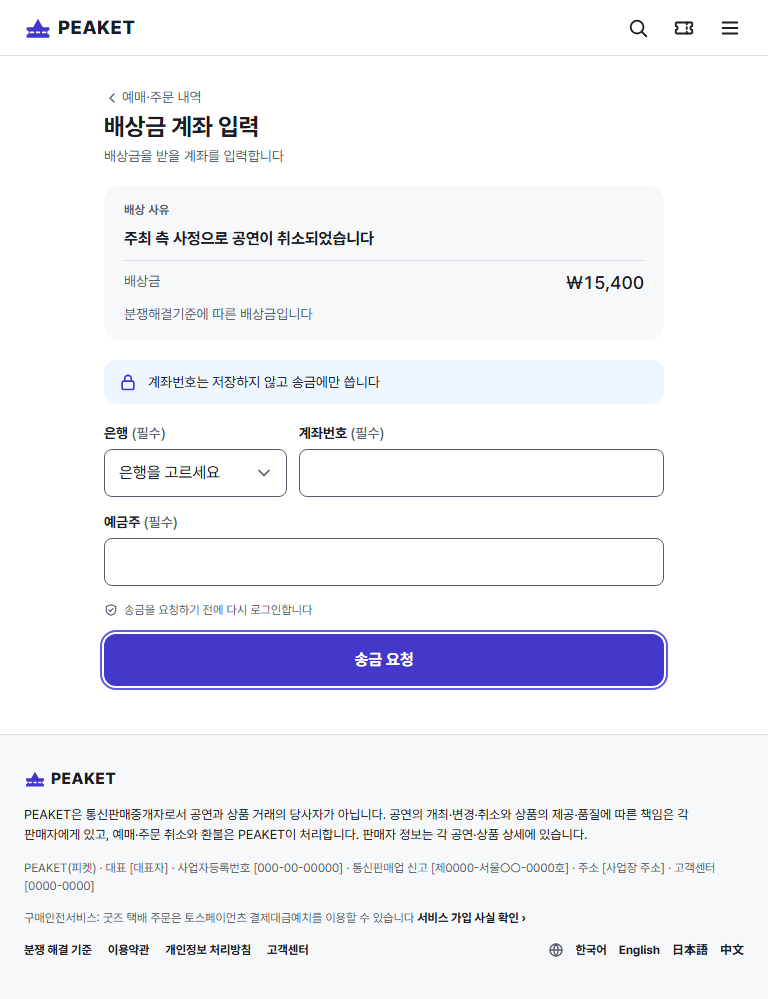 PEAKET
예매·주문 내역
배상금 계좌 입력
배상금을 받을 계좌를 입력합니다
배상 사유
주최 측 사정으로 공연이 취소되었습니다
배상금
₩15,400
분쟁해결기준에 따른 배상금입니다
계좌번호는 저장하지 않고 송금에만 씁니다
은행 (필수)
계좌번호 (필수)
은행을 고르세요
예금주 (필수)
송금을 요청하기 전에 다시 로그인합니다
송금 요청
PEAKET
PEAKET은 통신판매중개자로서 공연과 상품 거래의 당사자가 아닙니다. 공연의 개최·변경·취소와 상품의 제공·품질에 따른 책임은 각
판매자에게 있고, 예매·주문 취소와 환불은 PEAKET이 처리합니다. 판매자 정보는 각 공연·상품 상세에 있습니다.
PEAKET(피켓) · 대표 [대표자] · 사업자등록번호 [000-00-00000] · 통신판매업 신고 [제0000-서울○○-0000호] · 주소 [사업장 주소] · 고객센터
[0000-0000]
구매안전서비스: 굿즈 택배 주문은 토스페이먼츠 결제대금예치를 이용할 수 있습니다 서비스 가입 사실 확인 ›
분쟁 해결 기준 이용약관 개인정보 처리방침 고객센터
한국어 English 日本語 中文